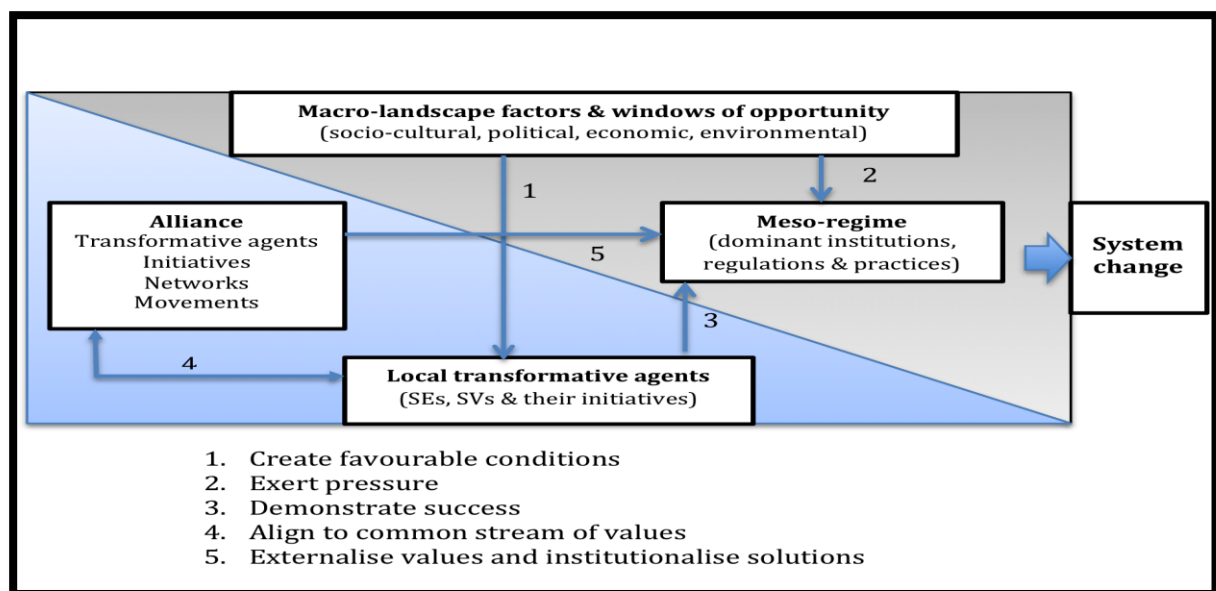 Macro-landscape factors & windows of opportunity
(socio-cultural, political, economic, environmental)
1
2
Alliance
Transformative agents
Initiatives
Networks
Movements
Meso-regime
(dominant institutions,
regulations & practices)
System
change
5
3
4
Local transformative agents
(SEs, SVs & their initiatives)
1. Create favourable conditions
2. Exert pressure
3. Demonstrate success
4. Align to common stream of values
5. Externalise values and institutionalise solutions